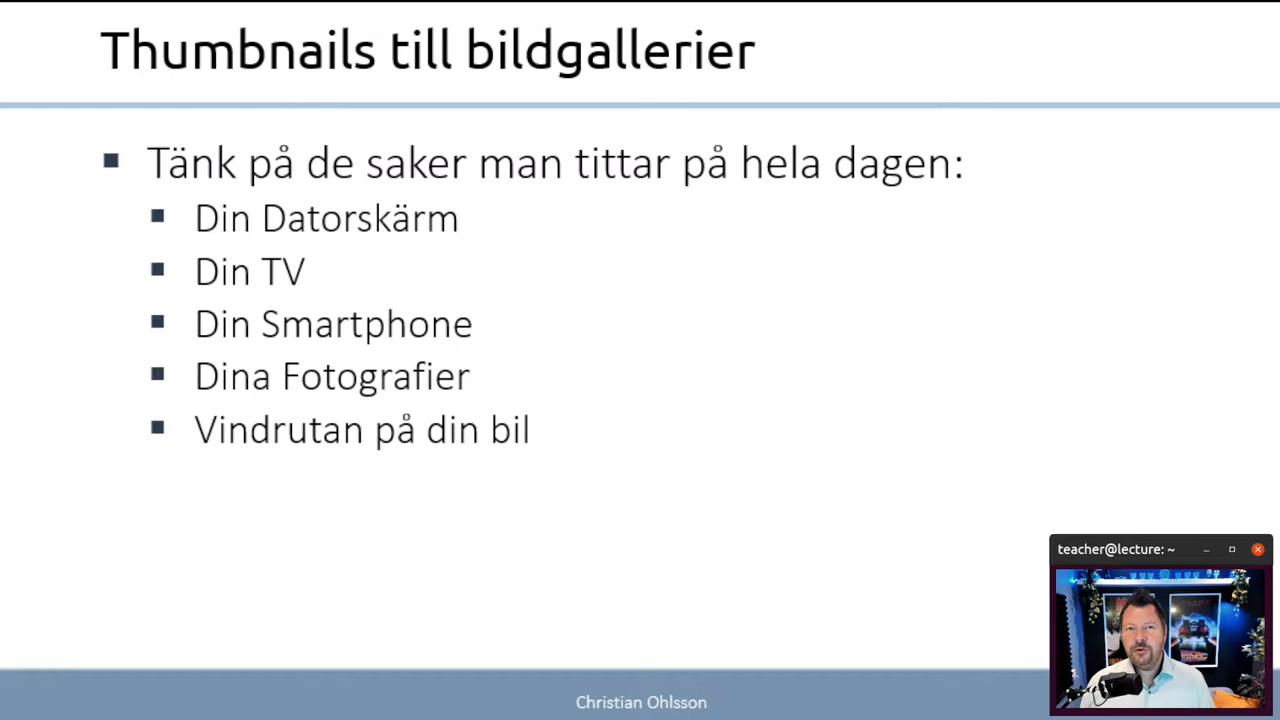 Thumbnails till bildgallerier
Tänk på de saker man tittar på hela dagen:
Din Datorskärm
Din TV
Din Smartphone
Dina Fotografier
Vindrutan på din bil
teacher@lecture: ~
Christian Ohlsson